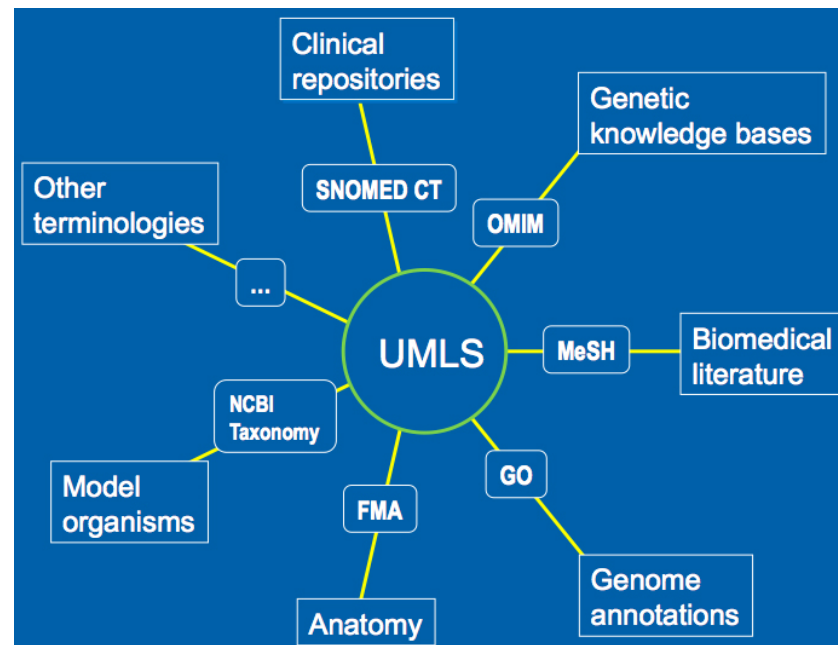 Clinical
repositories
Genetic
knowledge bases
SNOMED CT
Other
terminologies
OMIM
...
UMLS
MeSH
Biomedical
literature
NCBI
Taxonomy
GO
Model
organisms
FMA
Genome
annotations
Anatomy